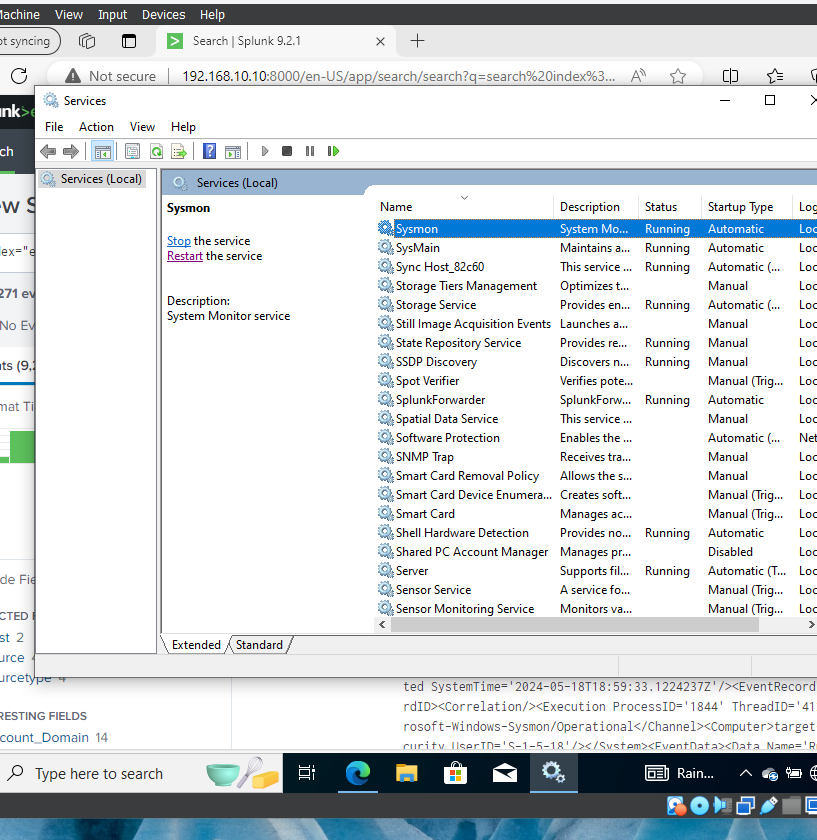 Machine View Input Devices Help
ot syncing
Search | Splunk 9.2.1
Not secure 192.168.10.10:8000/en-US/app/search/search?q=search%20index%3...
Services
File Action View Help
Services (Local)
Services (Local)
Sysmon
Stop the service
Restart the service
Description:
System Monitor service
Name Description Status Startup Type Log
Sysmon System Mo... Running Automatic Loc
SysMain Maintains a... Running Automatic Loc
Sync Host_82c60 This service ... Running Automatic (... Loc
Storage Tiers Management Optimizes t... Manual Loc
Storage Service Provides en... Running Automatic (... Loc
Still Image Acquisition Events Launches a... Manual Loc
State Repository Service Provides re... Running Manual Loc
SSDP Discovery Discovers n... Running Manual Loc
Spot Verifier Verifies pote... Manual (Trig... Loc
SplunkForwarder SplunkForw... Running Automatic Loc
Spatial Data Service This service ... Manual Loc
Software Protection Enables the ... Automatic (... Net
SNMP Trap Receives tra... Manual Loc
Smart Card Removal Policy Allows the s... Manual Loc
Smart Card Device Enumera... Creates soft... Manual (Trig... Loc
Smart Card Manages ac... Manual (Trig... Loc
Shell Hardware Detection Provides no... Running Automatic Loc
Shared PC Account Manager Manages pr... Disabled Loc
Server Supports fil... Running Automatic (T... Loc
Sensor Service A service fo... Manual (Trig... Loc
Sensor Monitoring Service Monitors va... Manual (Trig... Loc
Extended Standard
nk>e
ch
ew S
dex="e
271 ev
No Ev
ts (9,2
mat Ti
de Fie
CTED F
st 2
urce 4
urcetype 4
RESTING FIELDS
count_Domain 14
ted SystemTime='2024-05-18T18:59:33.1224237Z'/><EventRecord
rdID><Correlation/><Execution ProcessID='1844' ThreadID='41
rosoft-Windows-Sysmon/Operational</Channel><Computer>target
curity UserID='S-1-5-18'/></System><EventData><Data Name='R
Type here to search
Rain...